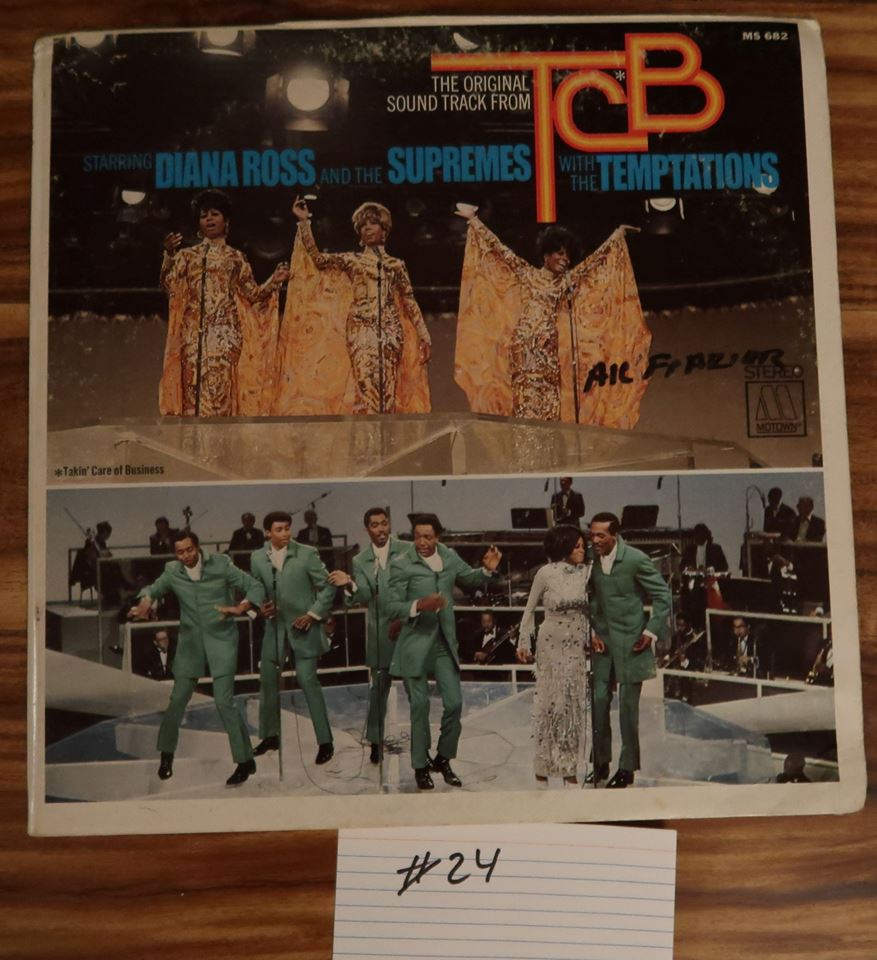 MS 682
THE ORIGINAL
SOUND TRACK FROM
TC*B
STARRING DIANA ROSS AND THE SUPREMES WITH THE TEMPTATIONS
STEREO
M
MOTOWN®
*Takin' Care of Business
#24